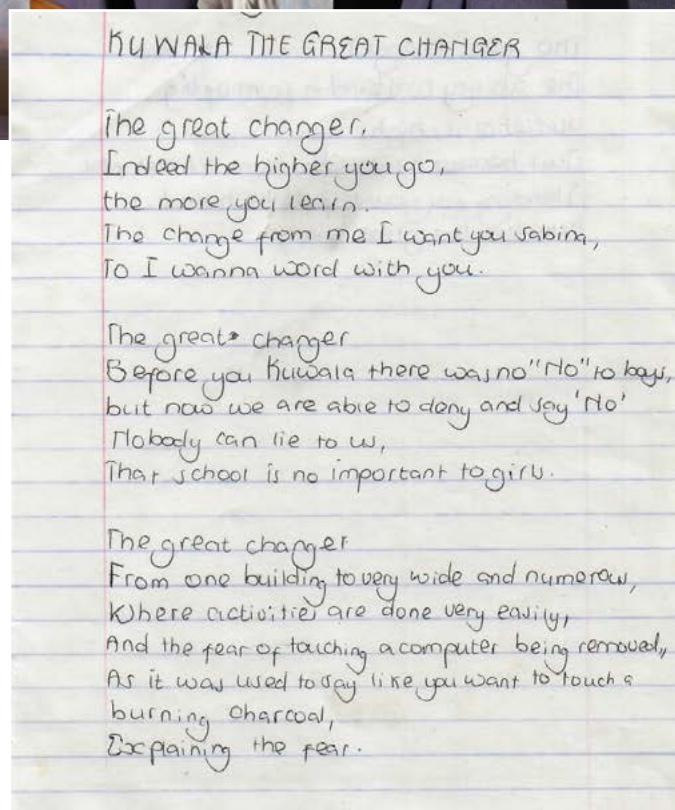 KUWALA THE GREAT CHANGER
The great changer,
Indeed the higher you go,
the more you learn.
The change from me I want you sabina,
To I wanna word with you.
The great changer
Before you Kuwala there was no "No" to boys,
but now we are able to deny and say 'No'
Nobody can lie to us,
That school is no important to girls.
The great changer
From one building to very wide and numerous,
Where activities are done very easily,
And the fear of touching a computer being removed,
As it was used to say like you want to touch a
burning charcoal,
Explaining the fear.